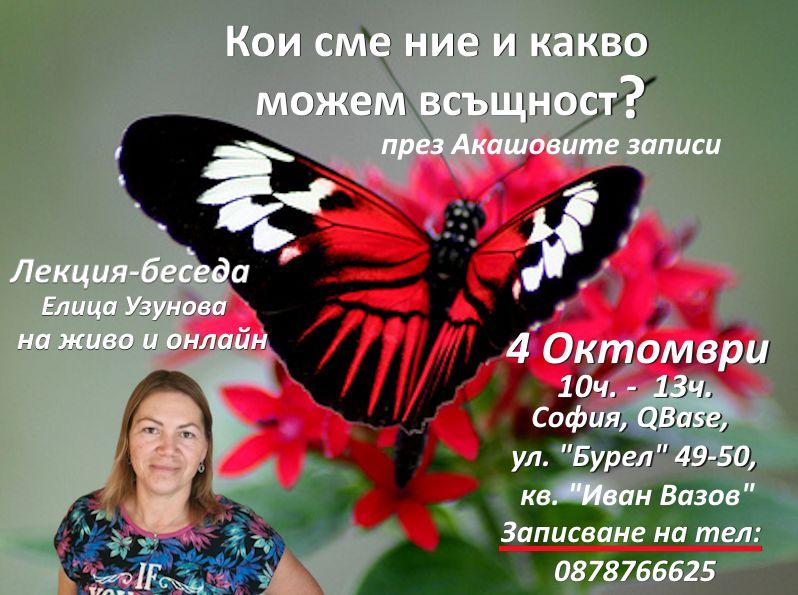 Кои сме ние и какво
можем всъщност?
през Акашовите записи
Лекция-беседа
Елица Узунова
на живо и онлайн
4 Октомври
10ч. - 13ч.
София, QBase,
ул. "Бурел" 49-50,
кв. "Иван Вазов"
Записване на тел:
0878766625
IF